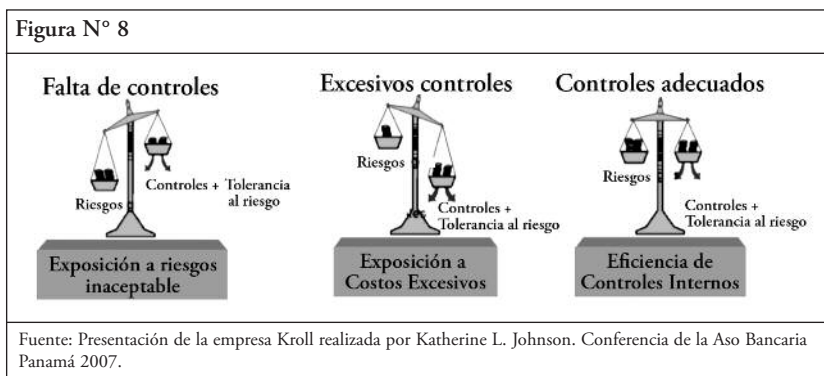 Figura N° 8
Falta de controles
Riesgos
Controles + Tolerancia
al riesgo
Exposición a riesgos
inaceptable
Excesivos controles
Riesgos
Controles +
Tolerancia al riesgo
Exposición a
Costos Excesivos
Controles adecuados
Riesgos
Controles +
Tolerancia al riesgo
Eficiencia de
Controles Internos
Fuente: Presentación de la empresa Kroll realizada por Katherine L. Johnson. Conferencia de la Aso Bancaria
Panamá 2007.